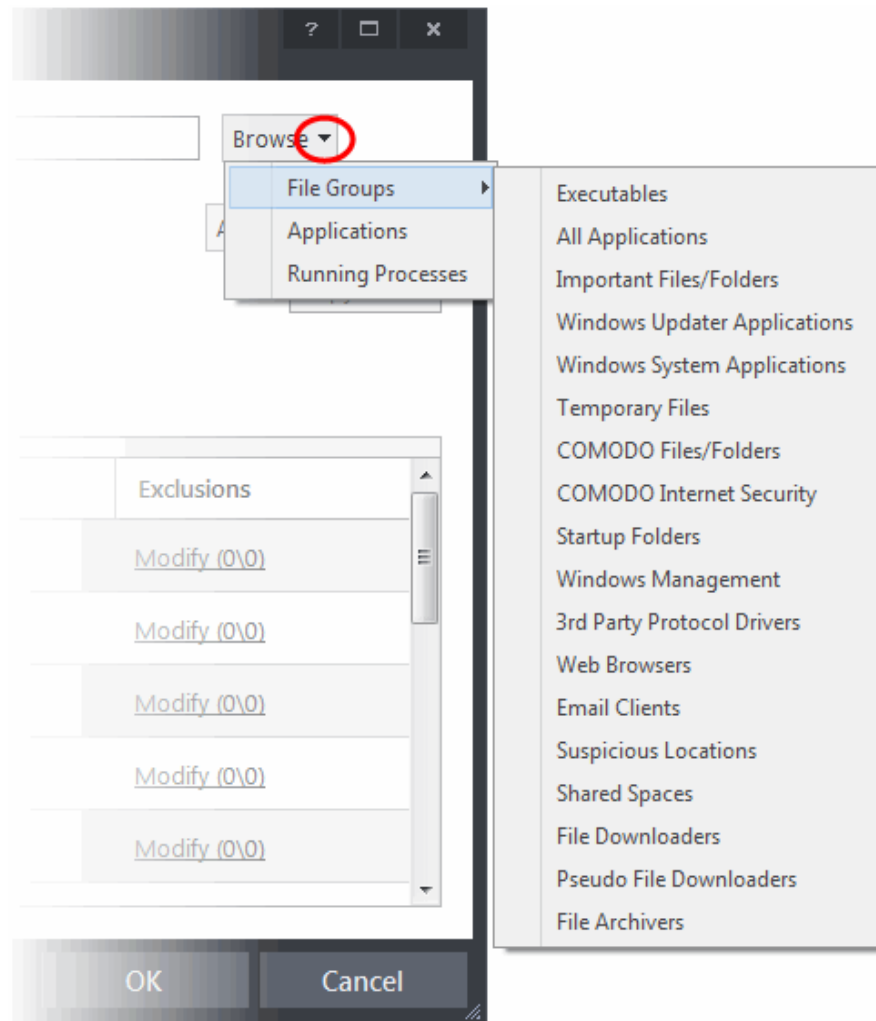 ?
Browse
File Groups
Applications
Running Processes
Executables
All Applications
Important Files/Folders
Windows Updater Applications
Windows System Applications
Temporary Files
COMODO Files/Folders
COMODO Internet Security
Startup Folders
Windows Management
3rd Party Protocol Drivers
Web Browsers
Email Clients
Suspicious Locations
Shared Spaces
File Downloaders
Pseudo File Downloaders
File Archivers
Exclusions
Modify (0\0)
Modify (0\0)
Modify (0\0)
Modify (0\0)
Modify (0\0)
OK
Cancel